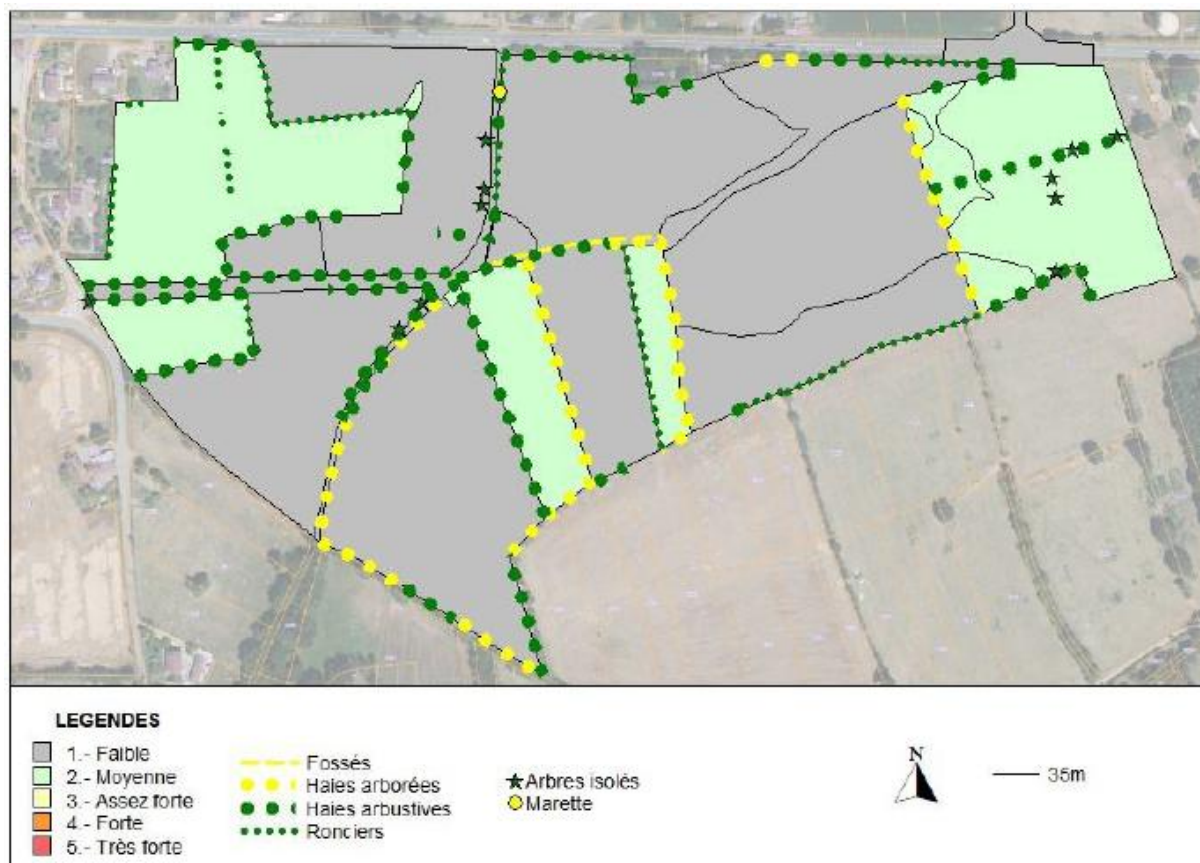 LEGENDES
1.- Faible
2.- Moyenne
3.- Assez forte
4.- Forte
5.- Très forte
Fossés
Haies arborées
Haies arbustives
Ronciers
Arbres isolés
Marette
N
35m